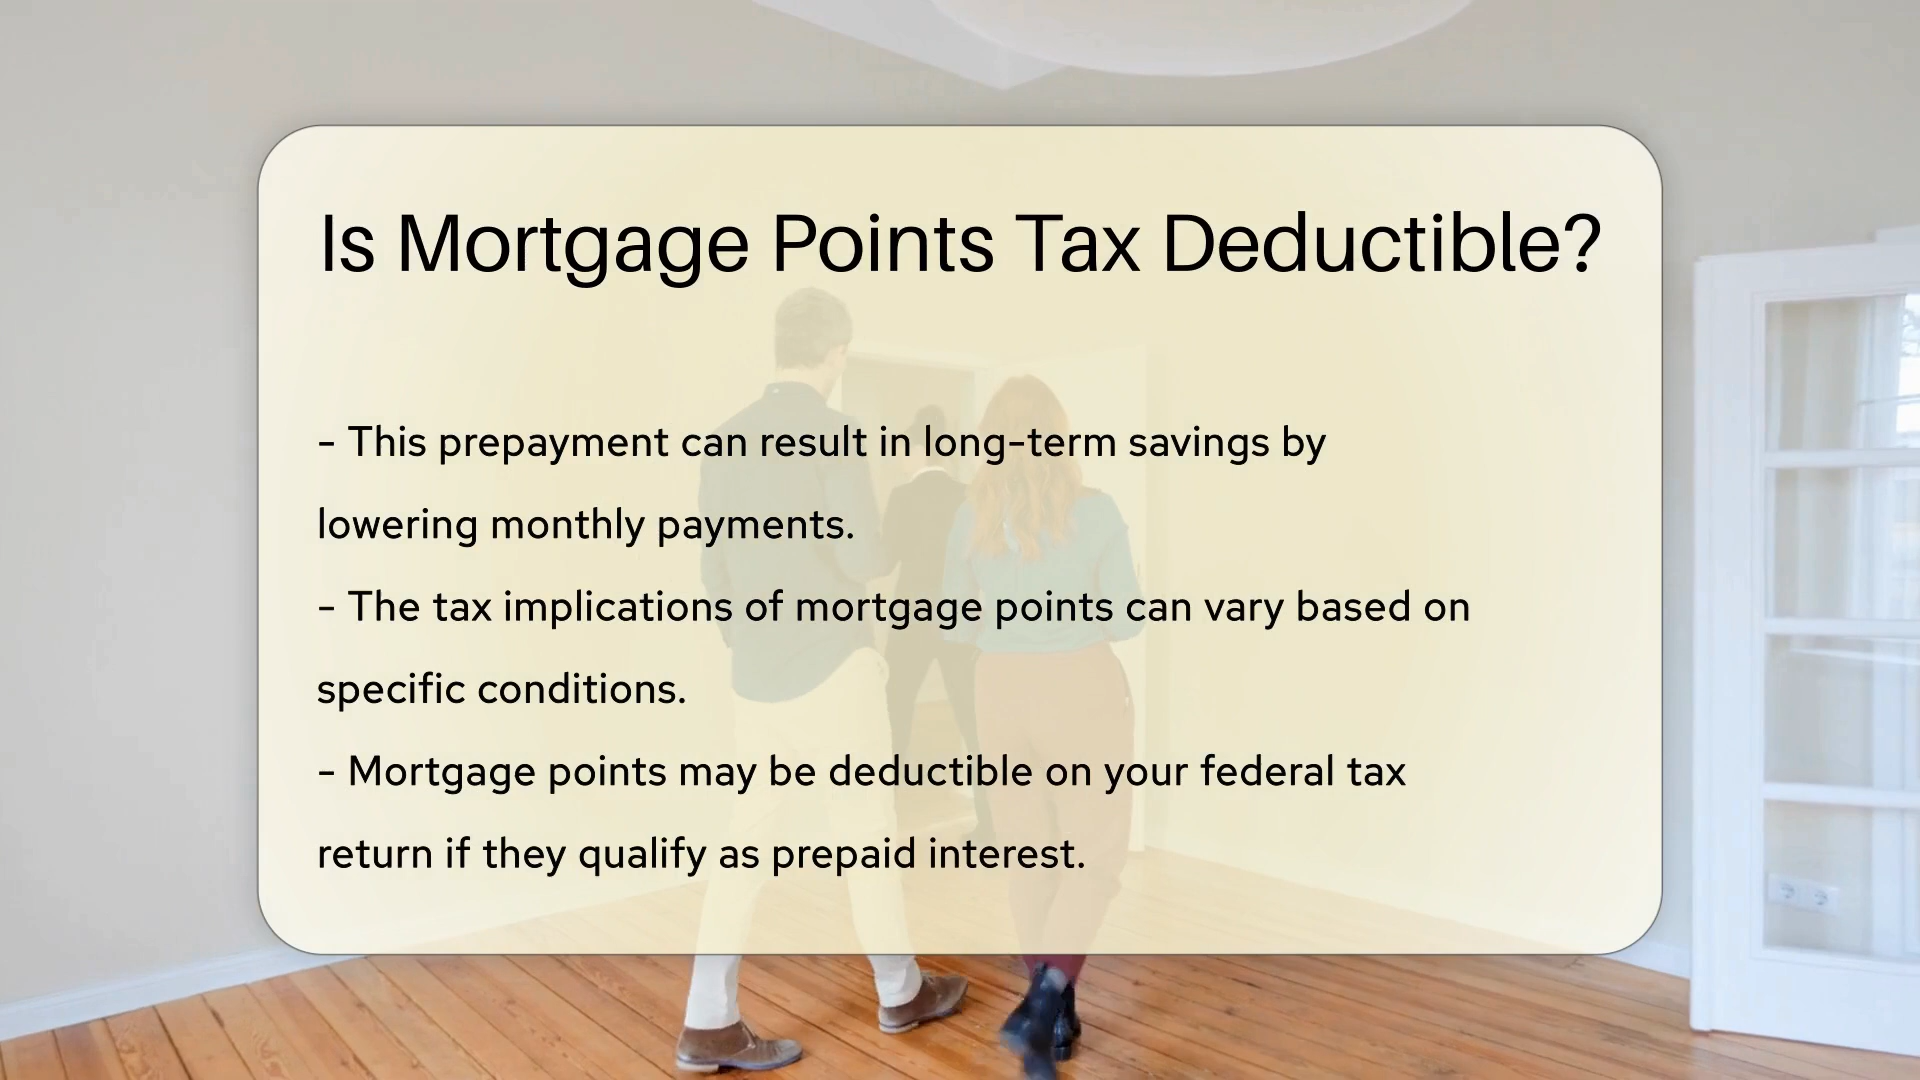 Is Mortgage Points Tax Deductible?
- This prepayment can result in long-term savings by
lowering monthly payments.
- The tax implications of mortgage points can vary based on
specific conditions.
- Mortgage points may be deductible on your federal tax
return if they qualify as prepaid interest.